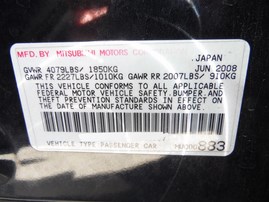 MFD. BY MITSUBISHI MOTORS CORP
JAPAN
GVWR 4079LBS/ 1850KG JUN. 2008
GAWR FR 2227LBS/1010KG GAWR RR 2007LBS/ 910KG
THIS VEHICLE CONFORMS TO ALL APPLICABLE
FEDERAL MOTOR VEHICLE SAFETY, BUMPER, AND
THEFT PREVENTION STANDARDS IN EFFECT ON
THE DATE OF MANUFACTURE SHOWN ABOVE.
VEHICLE TYPE PASSENGER CAR
883